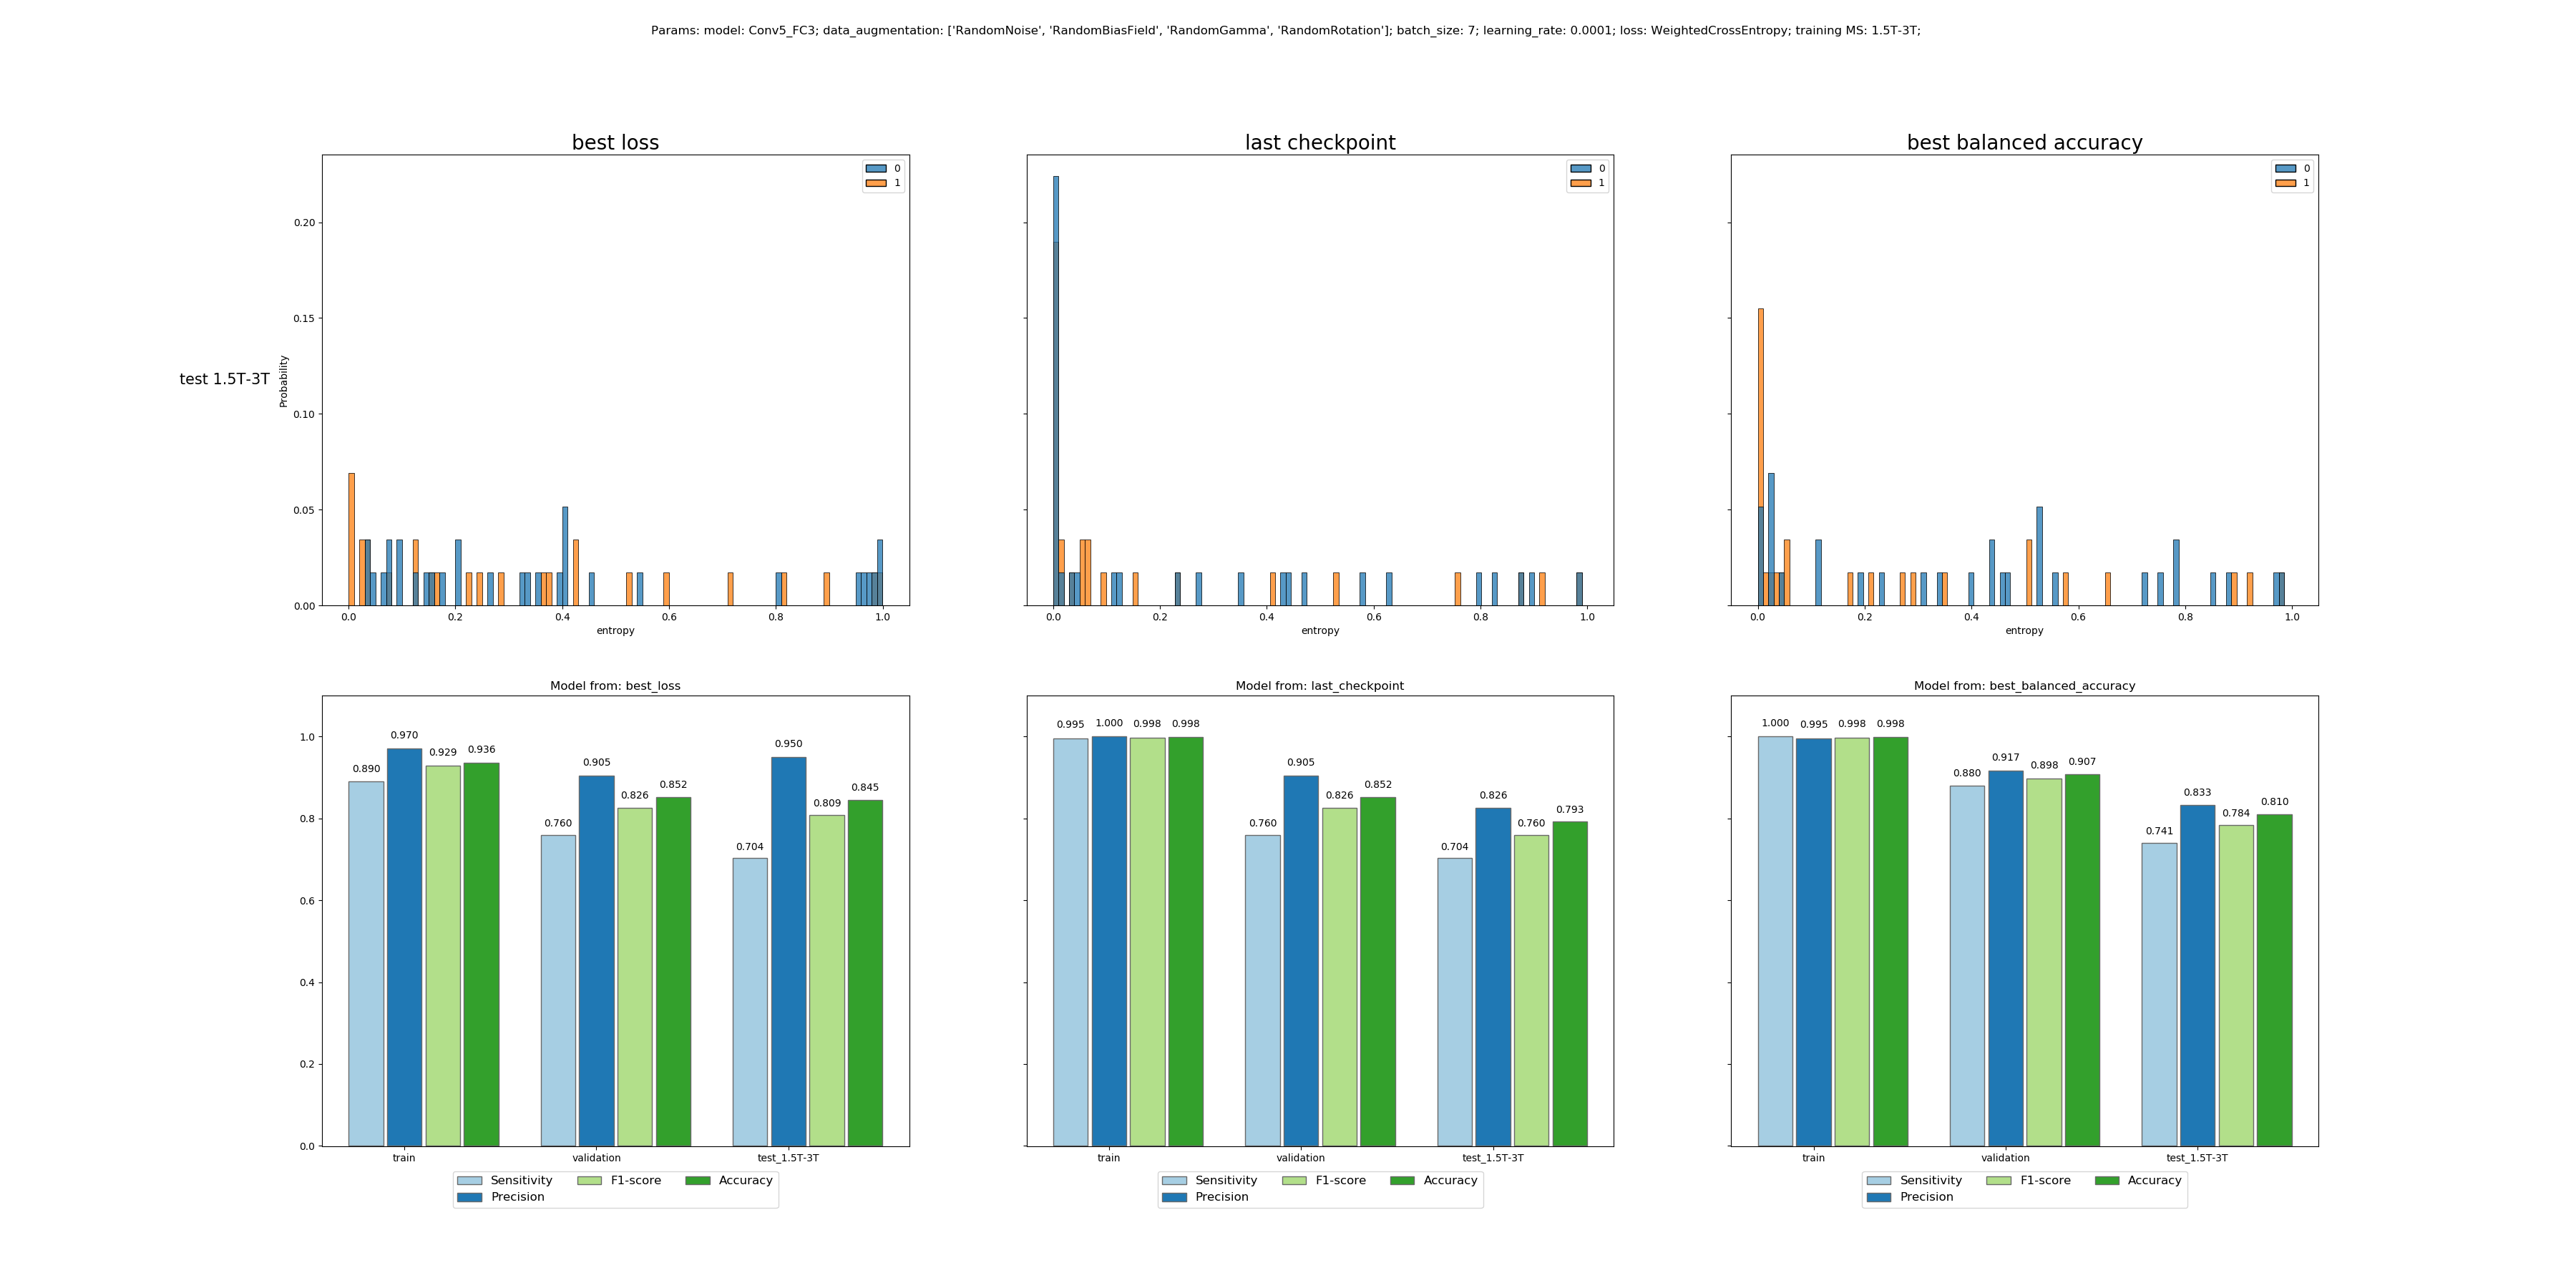 Params: model: Conv5_FC3; data_augmentation: ['RandomNoise', 'RandomBiasField', 'RandomGamma', 'RandomRotation']; batch_size: 7; learning_rate: 0.0001; loss: WeightedCrossEntropy; training MS: 1.5T-3T;
test 1.5T-3T
best loss
0
1
Probability
0.20
0.15
0.10
0.05
0.00
0.0 0.2 0.4 0.6 0.8 1.0
entropy
last checkpoint
0
1
0.0 0.2 0.4 0.6 0.8 1.0
entropy
best balanced accuracy
0
1
0.0 0.2 0.4 0.6 0.8 1.0
entropy
Model from: best_loss
1.0
0.8
0.6
0.4
0.2
0.0
0.890 0.970 0.929 0.936
0.760 0.905 0.826 0.852
0.704 0.950 0.809 0.845
train validation test_1.5T-3T
Sensitivity F1-score Accuracy
Precision
Model from: last_checkpoint
0.995 1.000 0.998 0.998
0.760 0.905 0.826 0.852
0.704 0.826 0.760 0.793
train validation test_1.5T-3T
Sensitivity F1-score Accuracy
Precision
Model from: best_balanced_accuracy
1.000 0.995 0.998 0.998
0.880 0.917 0.898 0.907
0.741 0.833 0.784 0.810
train validation test_1.5T-3T
Sensitivity F1-score Accuracy
Precision